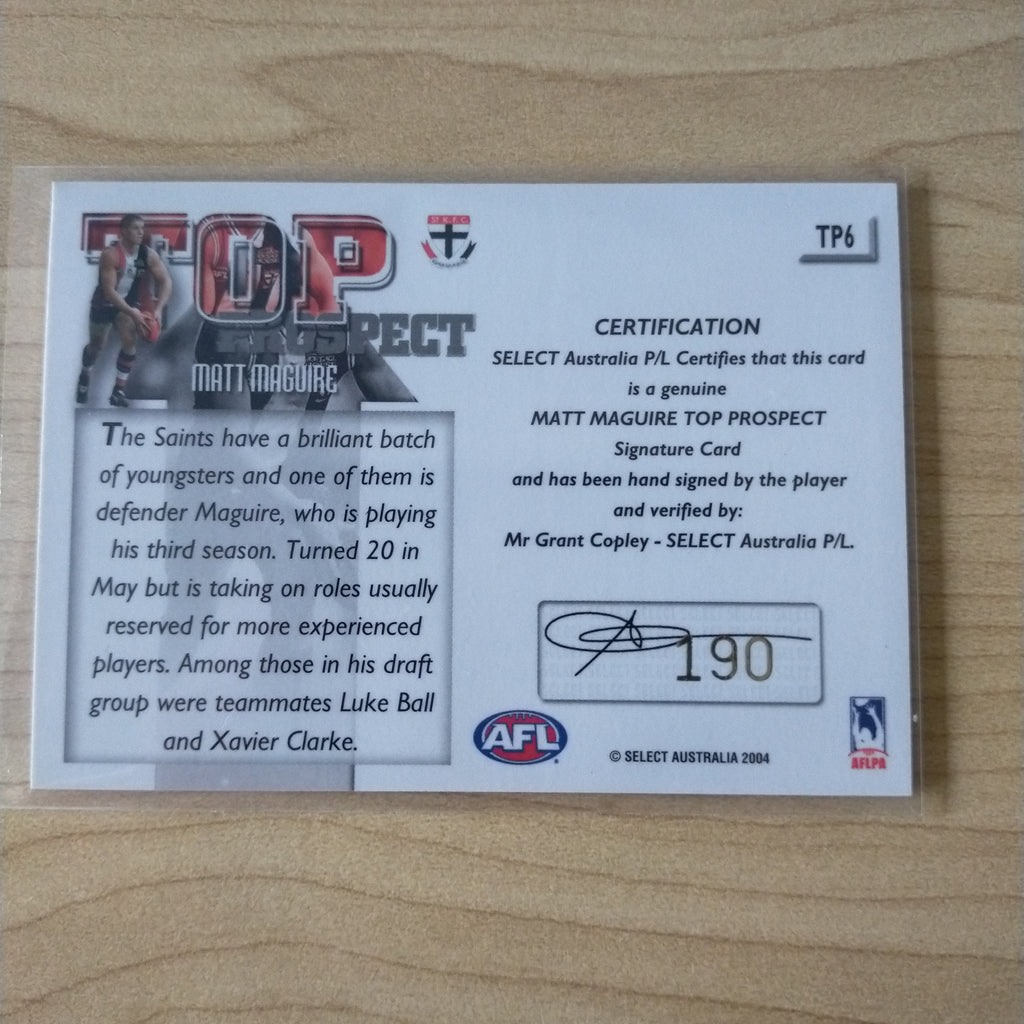 TOP
PROSPECT
MATT MAGUIRE
ST K.F.C.
TP6
The Saints have a brilliant batch
of youngsters and one of them is
defender Maguire, who is playing
his third season. Turned 20 in
May but is taking on roles usually
reserved for more experienced
players. Among those in his draft
group were teammates Luke Ball
and Xavier Clarke.
CERTIFICATION
SELECT Australia P/L Certifies that this card
is a genuine
MATT MAGUIRE TOP PROSPECT
Signature Card
and has been hand signed by the player
and verified by:
Mr Grant Copley - SELECT Australia P/L.
190
AFL
© SELECT AUSTRALIA 2004
AFLPA